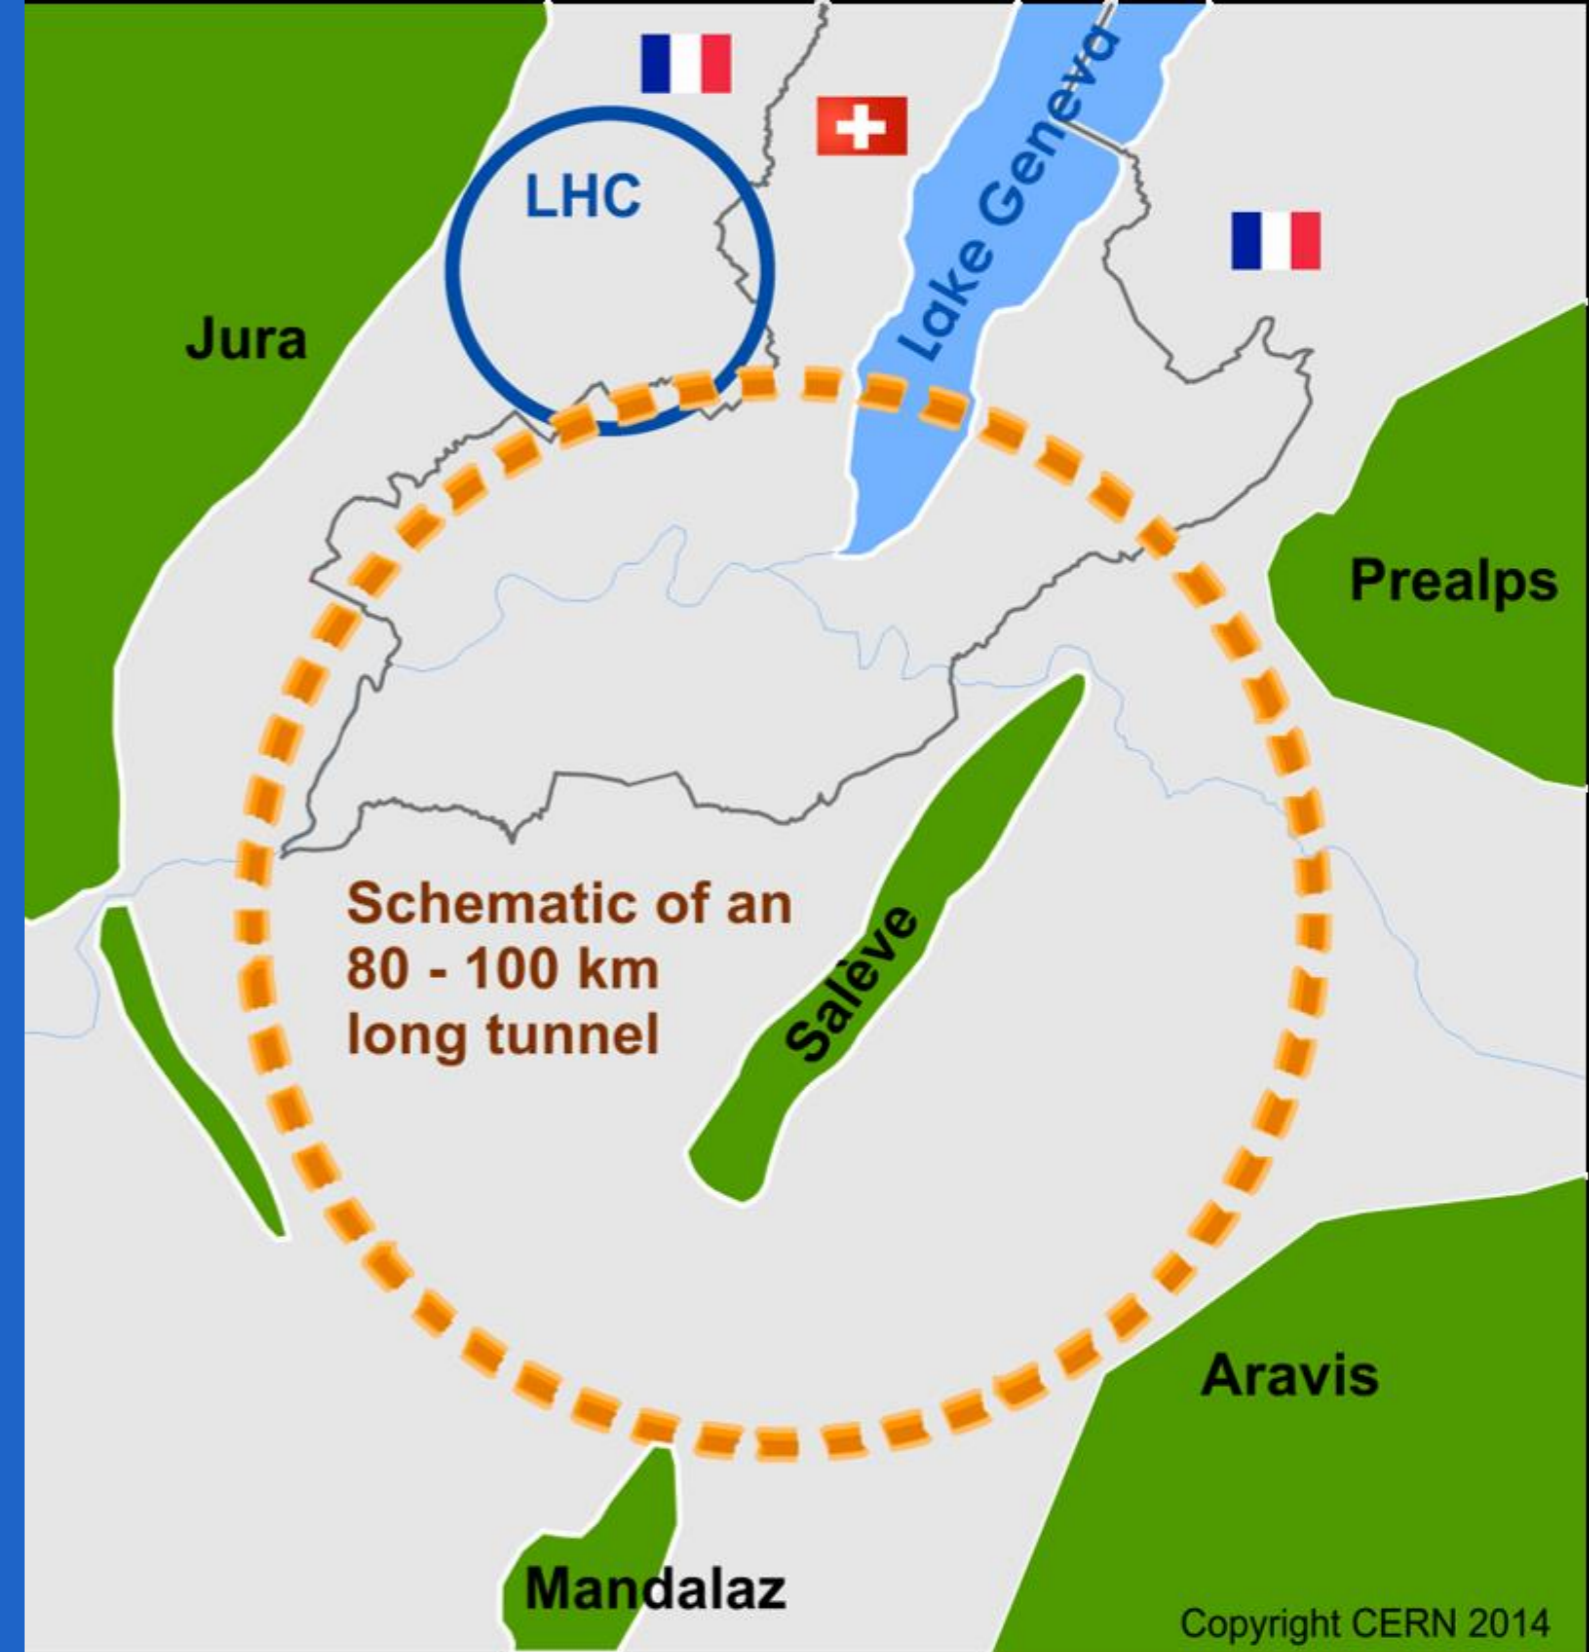 LHC
Lake Geneva
Jura
Prealps
Schematic of an
80 - 100 km
long tunnel
Salève
Aravis
Mandalaz
Copyright CERN 2014